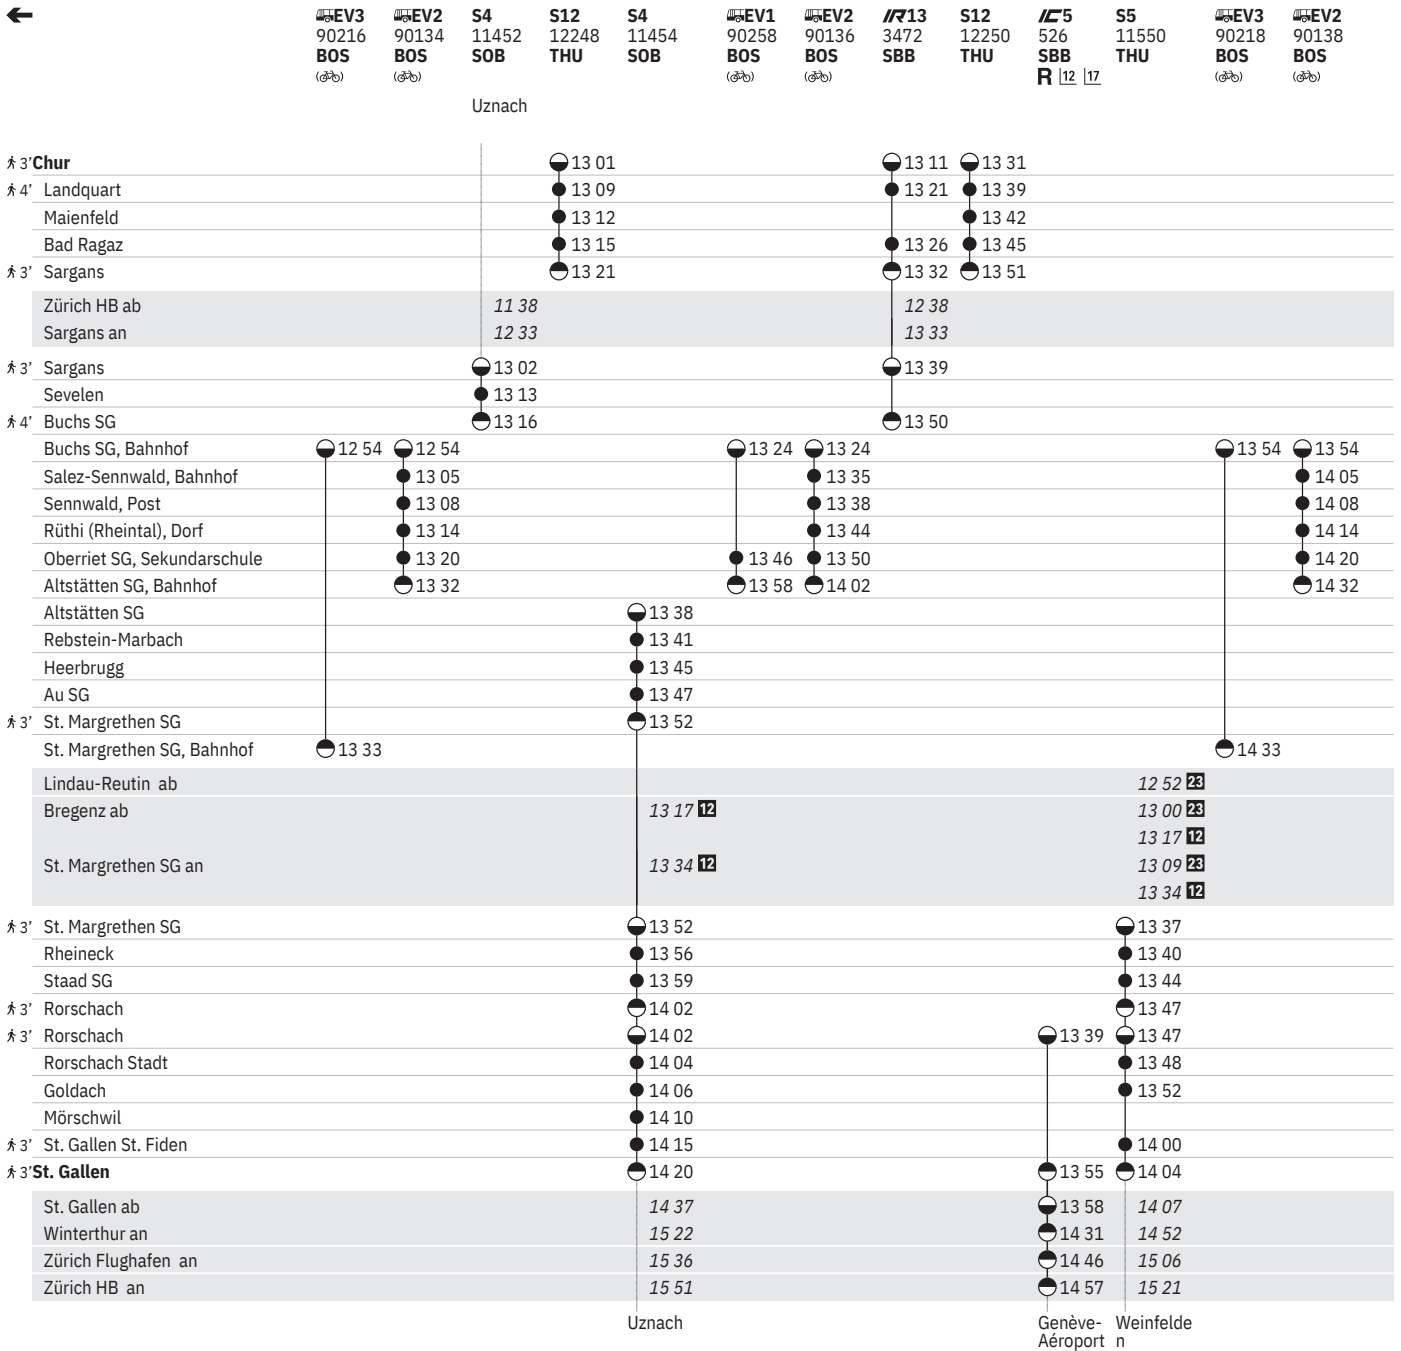 EV3 EV2 S4 S12 S4 EV1 EV2 IR13 S12 IC5 S5 EV3 EV2
90216 90134 11452 12248 11454 90258 90136 3472 12250 526 11550 90218 90138
BOS BOS SOB THU SOB BOS BOS SBB THU SBB THU BOS BOS
R 12 17
Uznach
3’ Chur 13 01 13 11 13 31
4’ Landquart 13 09 13 21 13 39
Maienfeld 13 12 13 42
Bad Ragaz 13 15 13 26 13 45
3’ Sargans 13 21 13 32 13 51
Zürich HB ab 11 38 12 38
Sargans an 12 33 13 33
3’ Sargans 13 02 13 39
Sevelen 13 13
4’ Buchs SG 13 16 13 50
Buchs SG, Bahnhof 12 54 12 54 13 24 13 24 13 54 13 54
Salez-Sennwald, Bahnhof 13 05 13 35 14 05
Sennwald, Post 13 08 13 38 14 08
Rüthi (Rheintal), Dorf 13 14 13 44 14 14
Oberriet SG, Sekundarschule 13 20 13 46 13 50 14 20
Altstätten SG, Bahnhof 13 32 13 58 14 02 14 32
Altstätten SG 13 38
Rebstein-Marbach 13 41
Heerbrugg 13 45
Au SG 13 47
3’ St. Margrethen SG 13 52
St. Margrethen SG, Bahnhof 13 33 14 33
Lindau-Reutin ab 12 52 23
Bregenz ab 13 17 12 13 00 23
13 17 12
St. Margrethen SG an 13 34 12 13 09 23
13 34 12
3’ St. Margrethen SG 13 52 13 37
Rheineck 13 56 13 40
Staad SG 13 59 13 44
3’ Rorschach 14 02 13 47
3’ Rorschach 14 02 13 39 13 47
Rorschach Stadt 14 04 13 48
Goldach 14 06 13 52
Mörschwil 14 10
3’ St. Gallen St. Fiden 14 15 14 00
3’ St. Gallen 14 20 13 55 14 04
St. Gallen ab 14 37 13 58 14 07
Winterthur an 15 22 14 31 14 52
Zürich Flughafen an 15 36 14 46 15 06
Zürich HB an 15 51 14 57 15 21
Uznach Genève- Weinfelde
Aéroport n